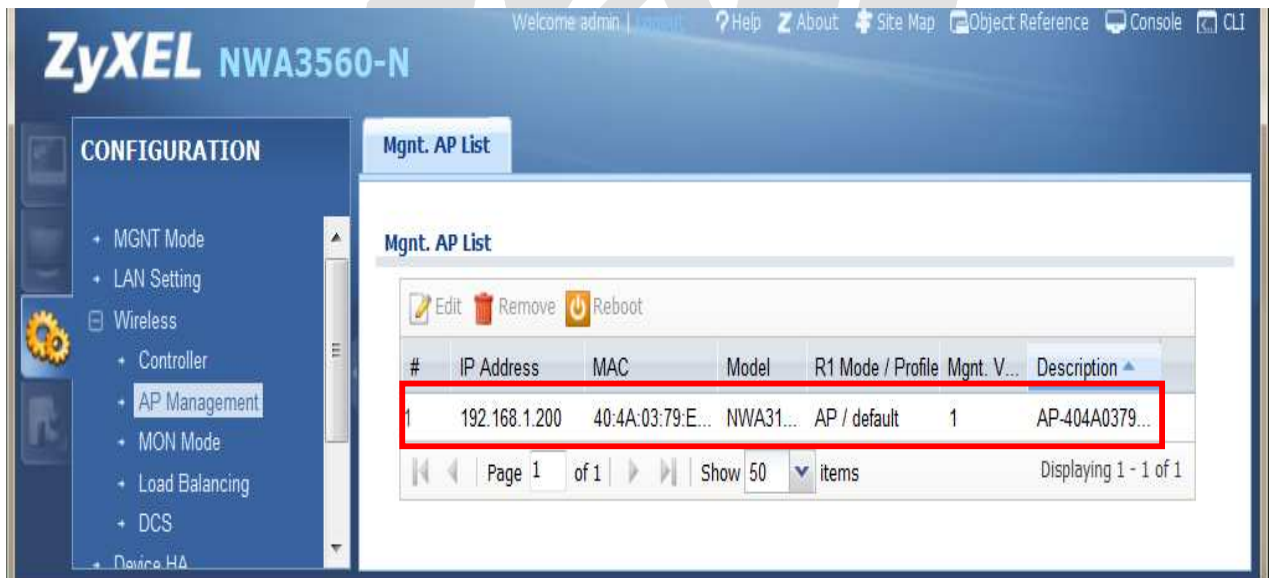 Welcome admin | Logout ?Help Z About Site Map Object Reference Console CLI
ZyXEL NWA3560-N
CONFIGURATION
MGNT Mode
LAN Setting
Wireless
Controller
AP Management
MON Mode
Load Balancing
DCS
Device HA
Mgnt. AP List
Mgnt. AP List
Edit Remove Reboot
# IP Address MAC Model R1 Mode / Profile Mgnt. V... Description
1 192.168.1.200 40:4A:03:79:E... NWA31... AP / default 1 AP-404A0379...
Page 1 of 1 Show 50 items Displaying 1 - 1 of 1